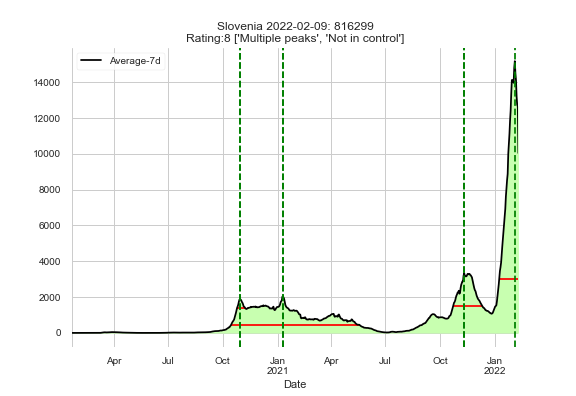 Slovenia 2022-02-09: 816299
Rating:8 ['Multiple peaks', 'Not in control']
Average-7d
14000
12000
10000
8000
6000
4000
2000
0
Apr
Jul
Oct
Jan
2021
Apr
Jul
Oct
Jan
2022
Date